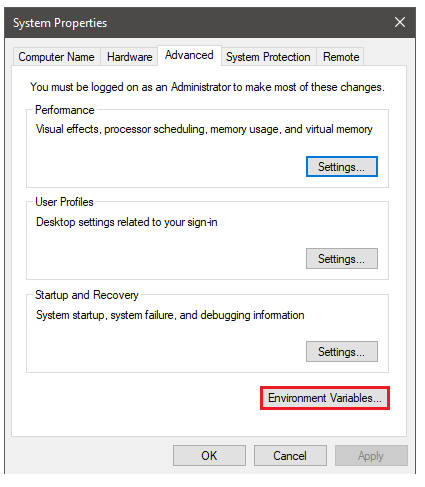 System Properties
Computer Name Hardware Advanced System Protection Remote
You must be logged on as an Administrator to make most of these changes.
Performance
Visual effects, processor scheduling, memory usage, and virtual memory
Settings...
User Profiles
Desktop settings related to your sign-in
Settings...
Startup and Recovery
System startup, system failure, and debugging information
Settings...
Environment Variables...
OK Cancel Apply